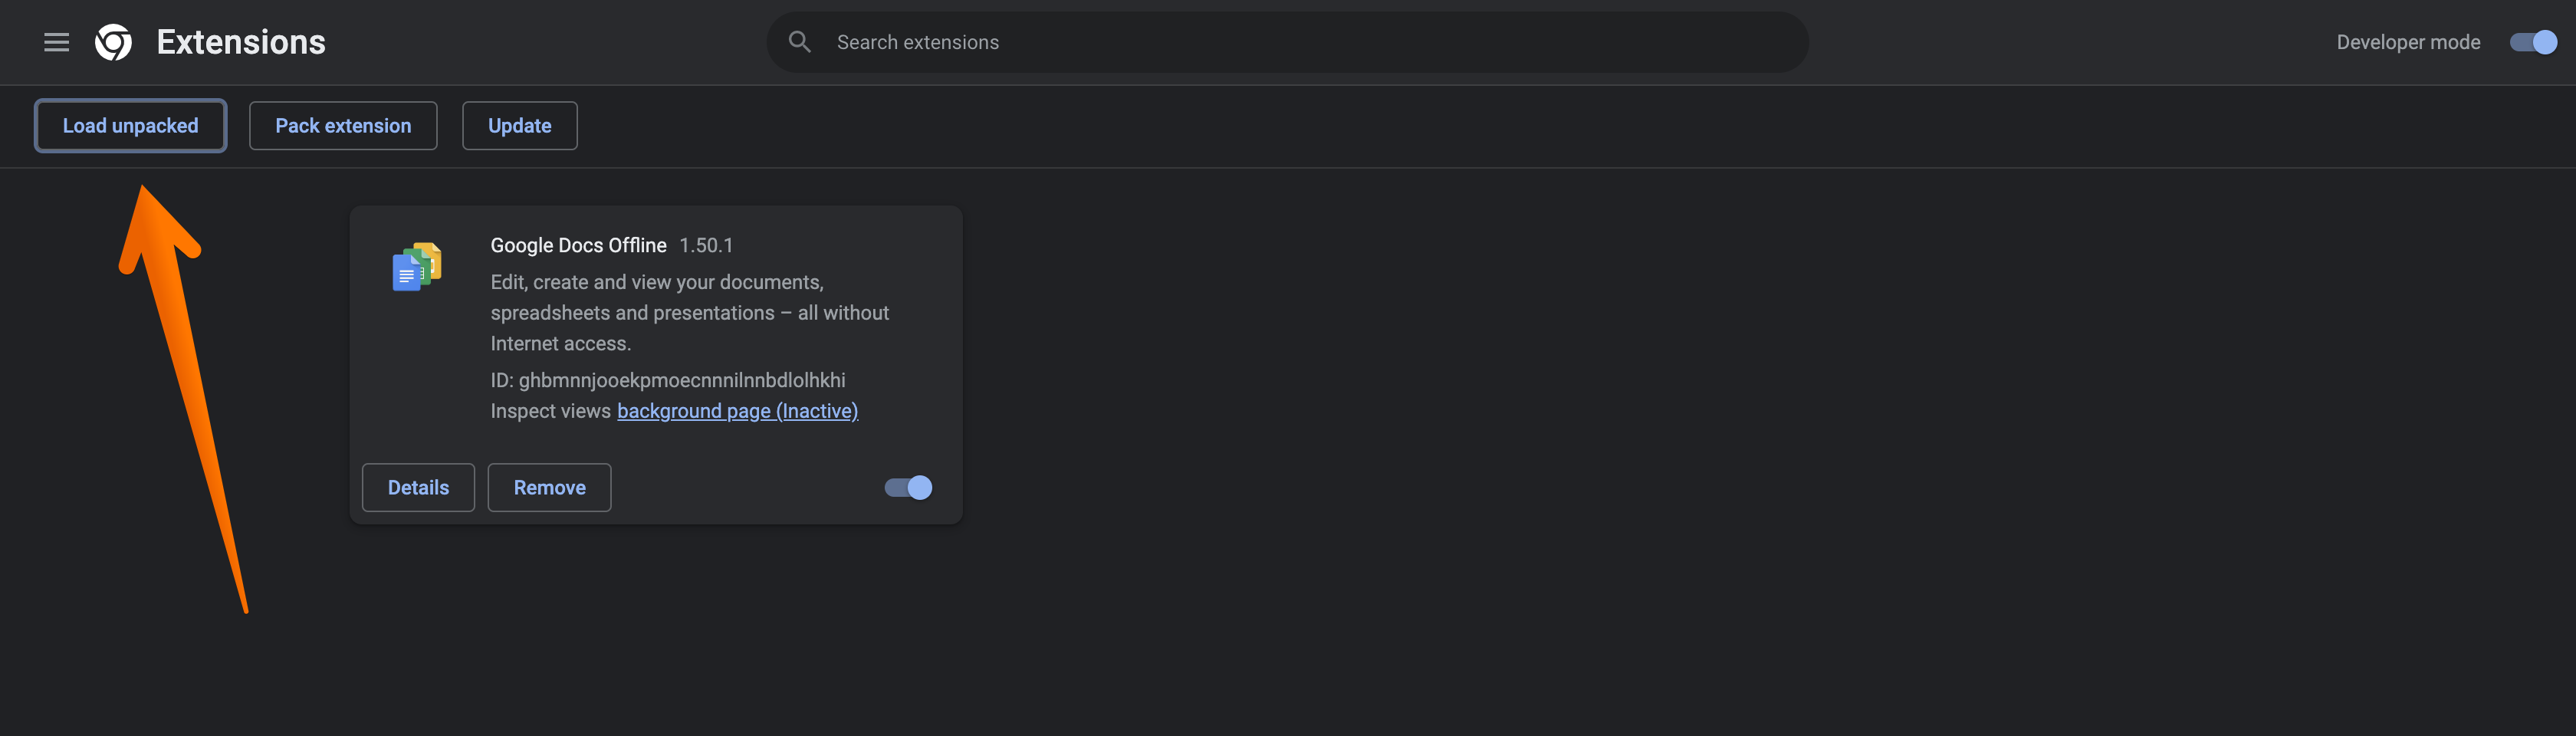 Extensions
Search extensions
Developer mode
Load unpacked
Pack extension
Update
Google Docs Offline 1.50.1
Edit, create and view your documents,
spreadsheets and presentations – all without
Internet access.
ID: ghbmnnjooekpmoecnnnilnnbdlolhkhi
Inspect views background page (Inactive)
Details
Remove